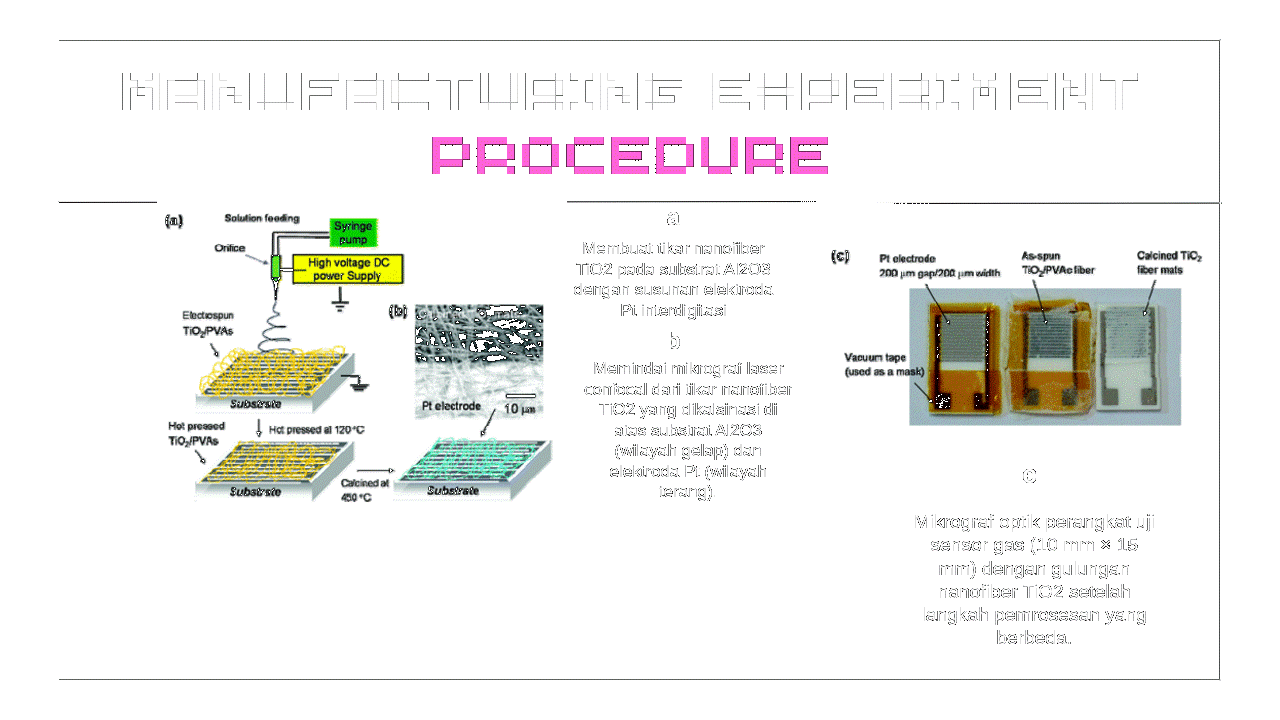 MANUFACTURING EXPERIMENT
PROCEDURE
(a)
Solution feeding
Syringe
pump
Orifice
High voltage DC
power Supply
Electrospun
TiO₂/PVAs
Substrate
Hot pressed
TiO₂/PVAs
Hot pressed at 120 °C
Substrate
Calcined at
450 °C
(b)
Pt electrode
10 μm
Substrate
a
Membuat tikar nanofiber
TiO2 pada substrat Al2O3
dengan susunan elektroda
Pt interdigitasi
b
Memindai mikrograf laser
confocal dari tikar nanofiber
TiO2 yang dikalsinasi di
atas substrat Al2O3
(wilayah gelap) dan
elektroda Pt (wilayah
terang).
(c)
Pt electrode
200 μm gap/200 μm width
As-spun
TiO₂/PVAc fiber
Calcined TiO₂
fiber mats
Vacuum tape
(used as a mask)
c
Mikrograf optik perangkat uji
sensor gas (10 mm × 15
mm) dengan gulungan
nanofiber TiO2 setelah
langkah pemrosesan yang
berbeda.